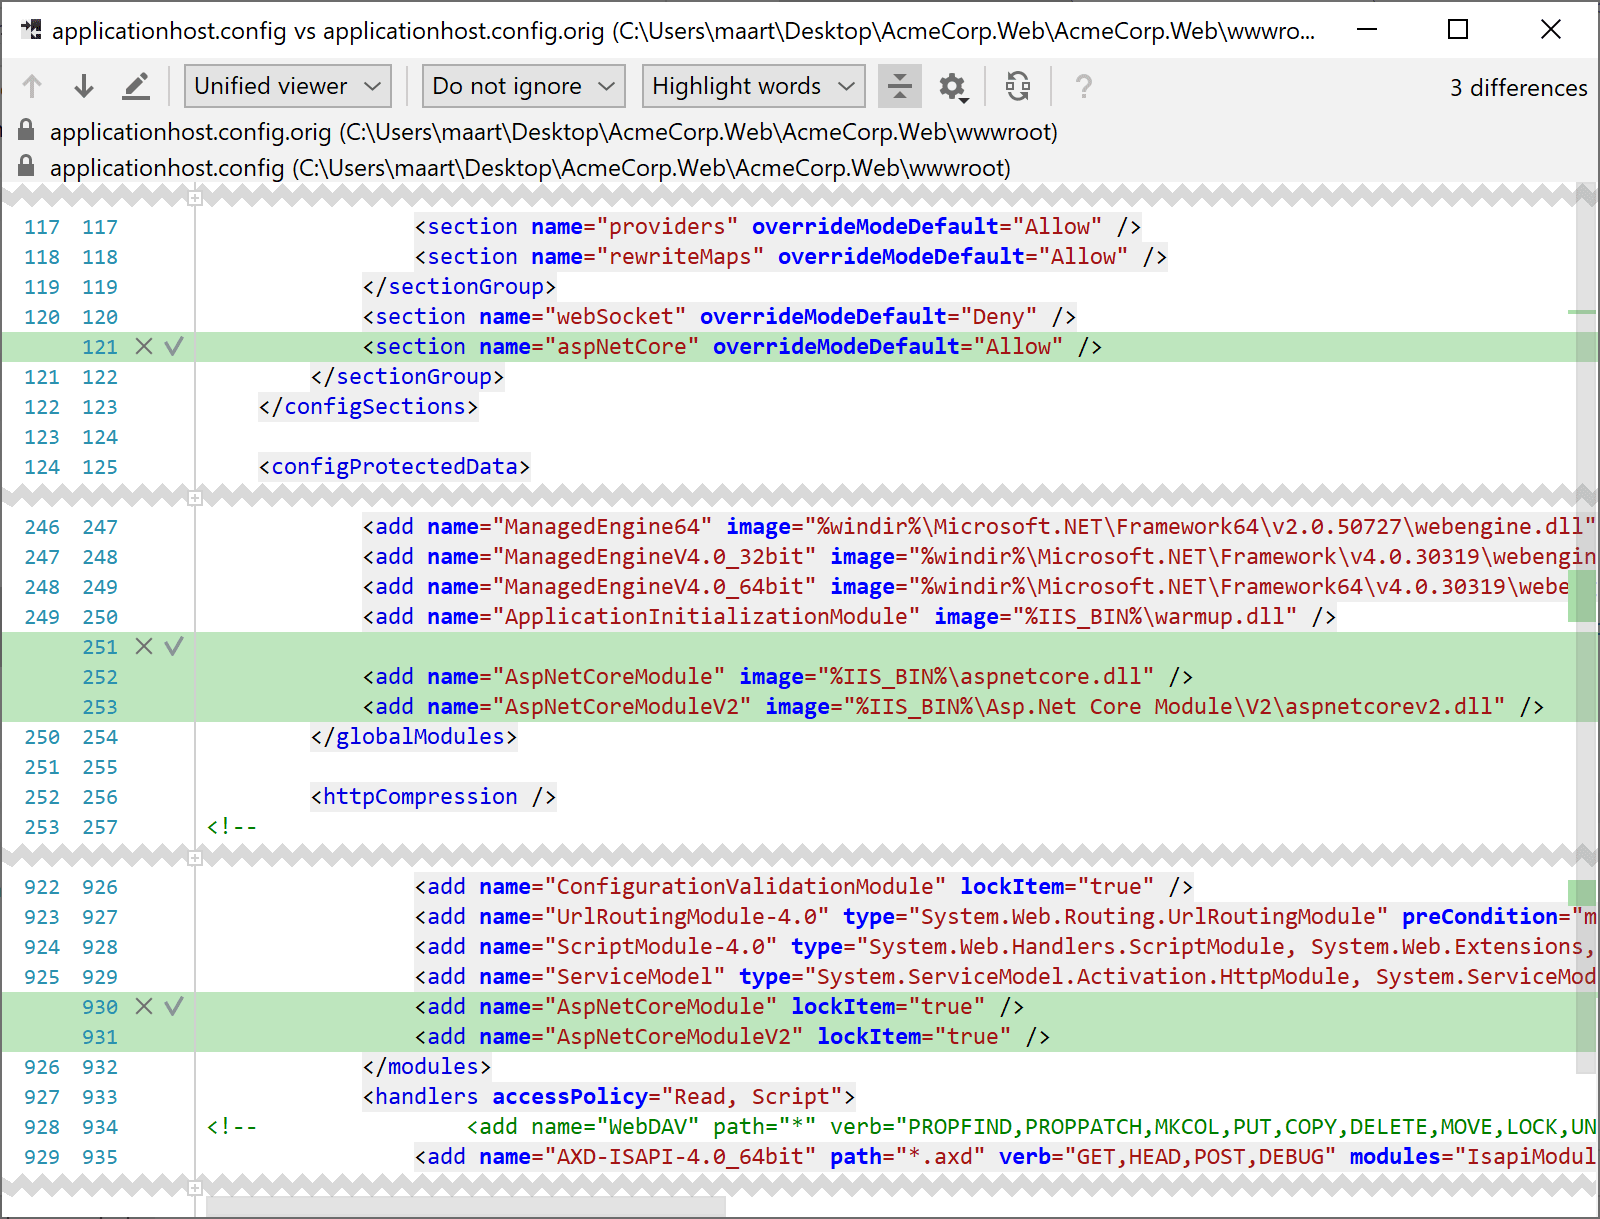 applicationhost.config vs applicationhost.config.orig (C:\Users\maart\Desktop\AcmeCorp.Web\AcmeCorp.Web\wwwro...
Unified viewer Do not ignore Highlight words ? 3 differences
applicationhost.config.orig (C:\Users\maart\Desktop\AcmeCorp.Web\AcmeCorp.Web\wwwroot)
applicationhost.config (C:\Users\maart\Desktop\AcmeCorp.Web\AcmeCorp.Web\wwwroot)
117 117 <section name="providers" overrideModeDefault="Allow" />
118 118 <section name="rewriteMaps" overrideModeDefault="Allow" />
119 119 </sectionGroup>
120 120 <section name="webSocket" overrideModeDefault="Deny" />
121 <section name="aspNetCore" overrideModeDefault="Allow" />
121 122 </sectionGroup>
122 123 </configSections>
123 124
124 125 <configProtectedData>
246 247 <add name="ManagedEngine64" image="%windir%\Microsoft.NET\Framework64\v2.0.50727\webengine.dll"
247 248 <add name="ManagedEngineV4.0_32bit" image="%windir%\Microsoft.NET\Framework\v4.0.30319\webengin
248 249 <add name="ManagedEngineV4.0_64bit" image="%windir%\Microsoft.NET\Framework64\v4.0.30319\webe
249 250 <add name="ApplicationInitializationModule" image="%IIS_BIN%\warmup.dll" />
251
252 <add name="AspNetCoreModule" image="%IIS_BIN%\aspnetcore.dll" />
253 <add name="AspNetCoreModuleV2" image="%IIS_BIN%\Asp.Net Core Module\V2\aspnetcorev2.dll" />
250 254 </globalModules>
251 255
252 256 <httpCompression />
253 257 <!--
922 926 <add name="ConfigurationValidationModule" lockItem="true" />
923 927 <add name="UrlRoutingModule-4.0" type="System.Web.Routing.UrlRoutingModule" preCondition="m
924 928 <add name="ScriptModule-4.0" type="System.Web.Handlers.ScriptModule, System.Web.Extensions,
925 929 <add name="ServiceModel" type="System.ServiceModel.Activation.HttpModule, System.ServiceMod
930 <add name="AspNetCoreModule" lockItem="true" />
931 <add name="AspNetCoreModuleV2" lockItem="true" />
926 932 </modules>
927 933 <handlers accessPolicy="Read, Script">
928 934 <!-- <add name="WebDAV" path="*" verb="PROPFIND,PROPPATCH,MKCOL,PUT,COPY,DELETE,MOVE,LOCK,UN
929 935 <add name="AXD-ISAPI-4.0_64bit" path="*.axd" verb="GET,HEAD,POST,DEBUG" modules="IsapiModul